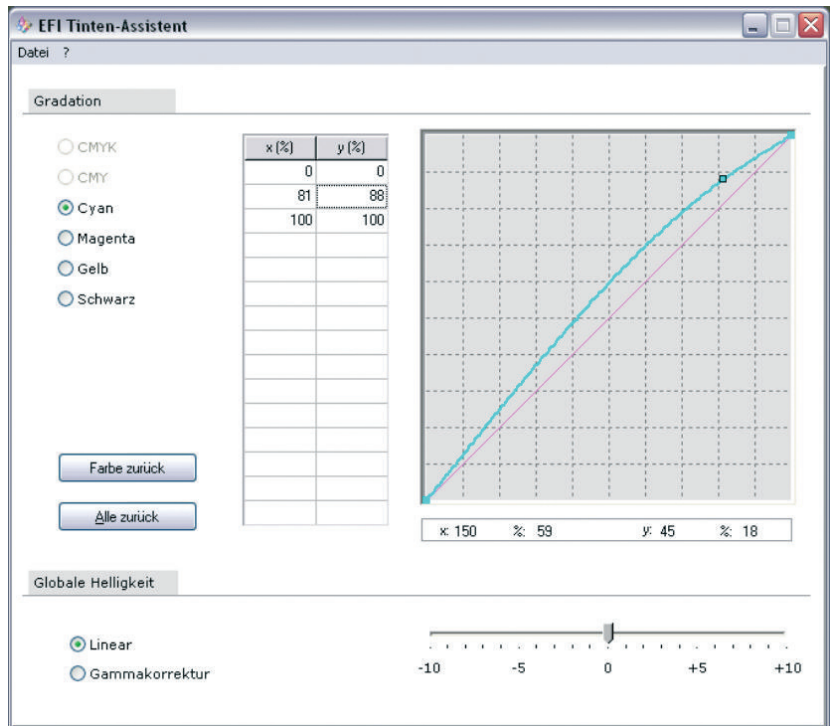 EFI Tinten-Assistent
Datei ?
Gradation
CMYK
CMY
Cyan
Magenta
Gelb
Schwarz
x (%) y (%)
0 0
81 88
100 100
Farbe zurück
Alle zurück
x: 150 %: 59 y: 45 %: 18
Globale Helligkeit
Linear
Gammakorrektur
-10 -5 0 +5 +10